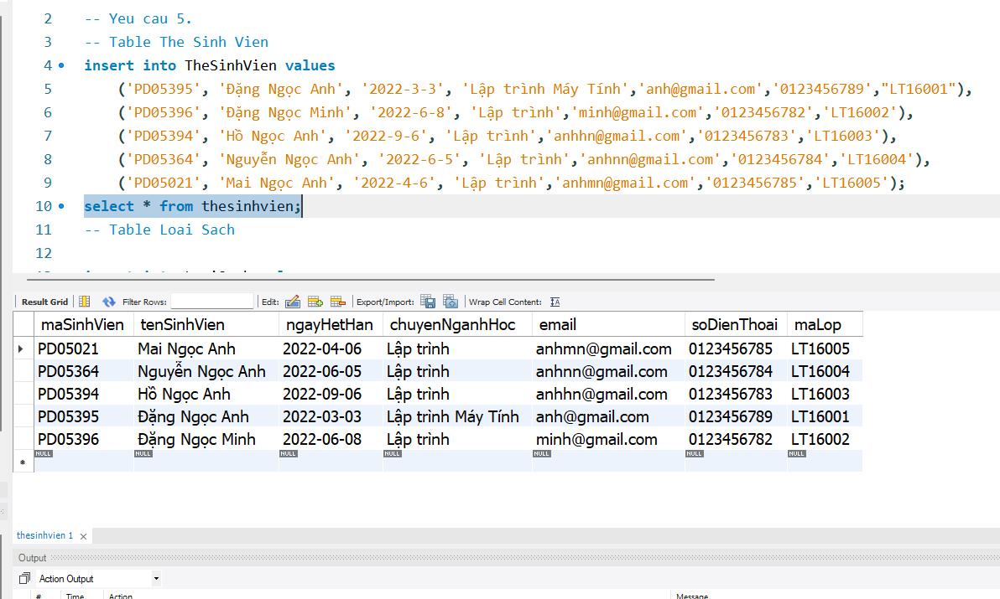 2 -- Yeu cau 5.
3 -- Table The Sinh Vien
4 insert into TheSinhVien values
5 ('PD05395', 'Đặng Ngọc Anh', '2022-3-3', 'Lập trình Máy Tính','anh@gmail.com','0123456789',"LT16001"),
6 ('PD05396', 'Đặng Ngọc Minh', '2022-6-8', 'Lập trình','minh@gmail.com','0123456782','LT16002'),
7 ('PD05394', 'Hồ Ngọc Anh', '2022-9-6', 'Lập trình','anhhn@gmail.com','0123456783','LT16003'),
8 ('PD05364', 'Nguyễn Ngọc Anh', '2022-6-5', 'Lập trình','anhnn@gmail.com','0123456784','LT16004'),
9 ('PD05021', 'Mai Ngọc Anh', '2022-4-6', 'Lập trình','anhmn@gmail.com','0123456785','LT16005');
10 select * from thesinhvien;
11 -- Table Loai Sach
12
Result Grid Filter Rows: Edit: Export/Import: Wrap Cell Content: IA
maSinhVien tenSinhVien ngayHetHan chuyenNganhHoc email soDienThoai maLop
PD05021 Mai Ngọc Anh 2022-04-06 Lập trình anhmn@gmail.com 0123456785 LT16005
PD05364 Nguyễn Ngọc Anh 2022-06-05 Lập trình anhnn@gmail.com 0123456784 LT16004
PD05394 Hồ Ngọc Anh 2022-09-06 Lập trình anhhn@gmail.com 0123456783 LT16003
PD05395 Đặng Ngọc Anh 2022-03-03 Lập trình Máy Tính anh@gmail.com 0123456789 LT16001
PD05396 Đặng Ngọc Minh 2022-06-08 Lập trình minh@gmail.com 0123456782 LT16002
* NULL NULL NULL NULL NULL NULL NULL
thesinhvien 1 ×
Output
Action Output
# Time Action Message